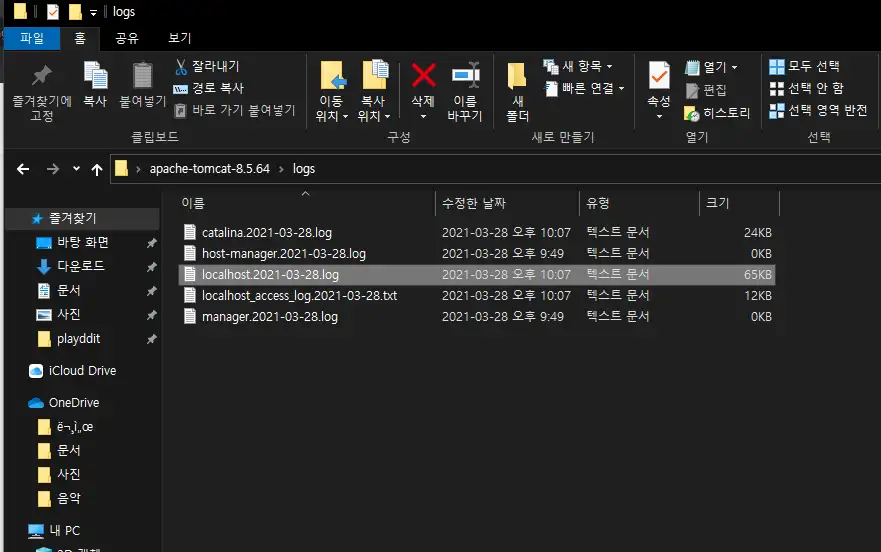 logs
파일 홈 공유 보기
즐겨찾기에 고정
복사
붙여넣기
잘라내기
경로 복사
바로 가기 붙여넣기
클립보드
이동 위치
복사 위치
삭제
이름 바꾸기
구성
새 폴더
새 항목
빠른 연결
새로 만들기
속성
열기
편집
히스토리
열기
모두 선택
선택 안 함
선택 영역 반전
선택
apache-tomcat-8.5.64 › logs
이름 수정한 날짜 유형 크기
catalina.2021-03-28.log 2021-03-28 오후 10:07 텍스트 문서 24KB
host-manager.2021-03-28.log 2021-03-28 오후 9:49 텍스트 문서 0KB
localhost.2021-03-28.log 2021-03-28 오후 10:07 텍스트 문서 65KB
localhost_access_log.2021-03-28.txt 2021-03-28 오후 10:07 텍스트 문서 12KB
manager.2021-03-28.log 2021-03-28 오후 9:49 텍스트 문서 0KB
즐겨찾기
바탕 화면
다운로드
문서
사진
playddit
iCloud Drive
OneDrive
문서
사진
음악
내 PC